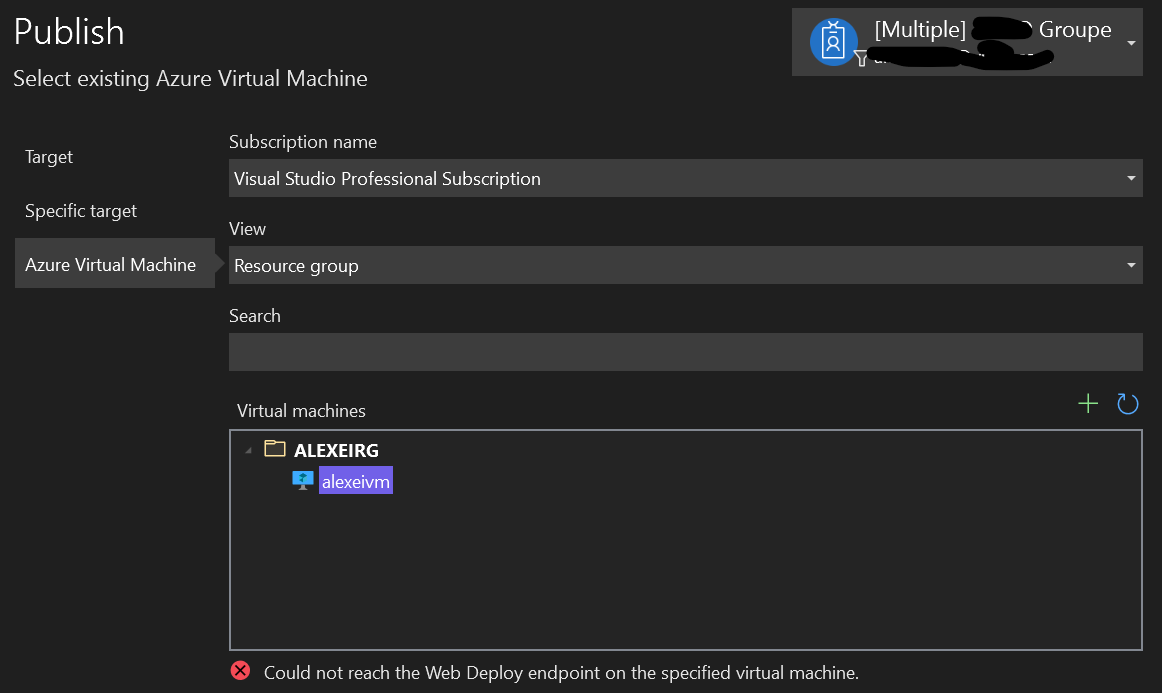 Publish
[Multiple] Groupe
Select existing Azure Virtual Machine
Target
Specific target
Azure Virtual Machine
Subscription name
Visual Studio Professional Subscription
View
Resource group
Search
Virtual machines
ALEXEIRG
alexeivm
Could not reach the Web Deploy endpoint on the specified virtual machine.